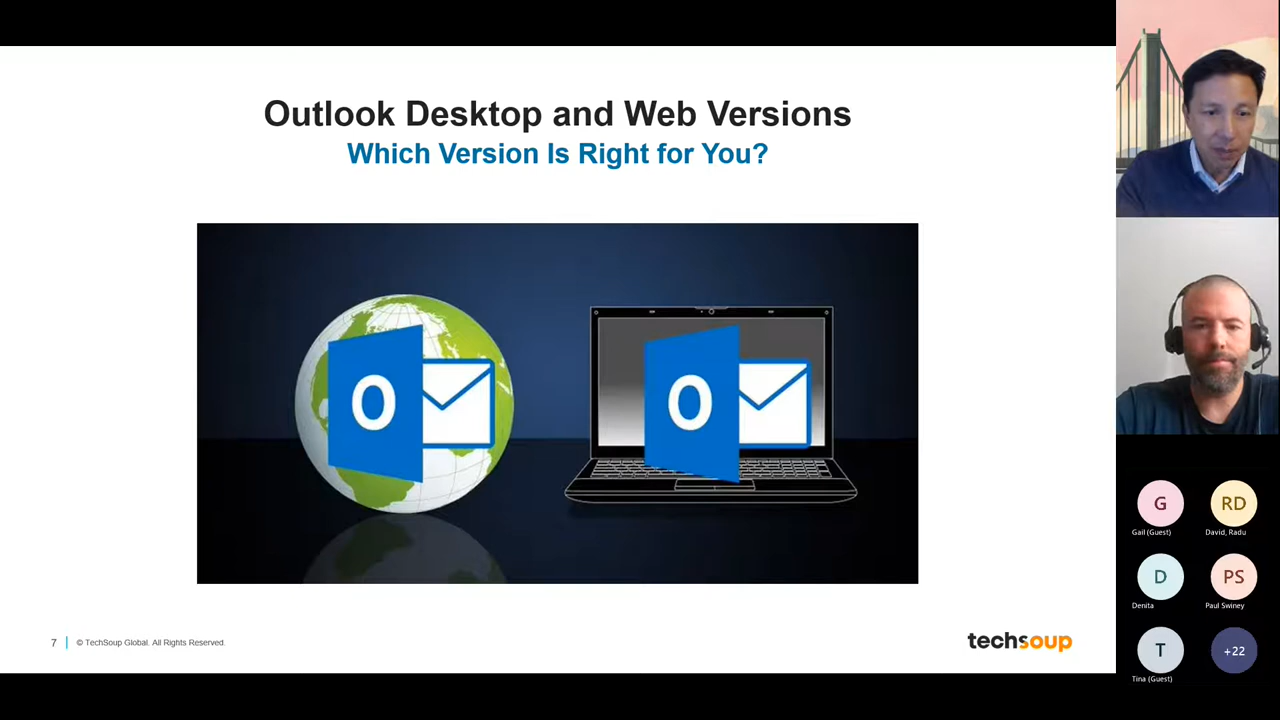 Outlook Desktop and Web Versions
Which Version Is Right for You?
O
O
7
© TechSoup Global. All Rights Reserved.
techsoup
G
RD
Gail (Guest)
David, Radu
D
PS
Denita
Paul Swiney
T
+22
Tina (Guest)